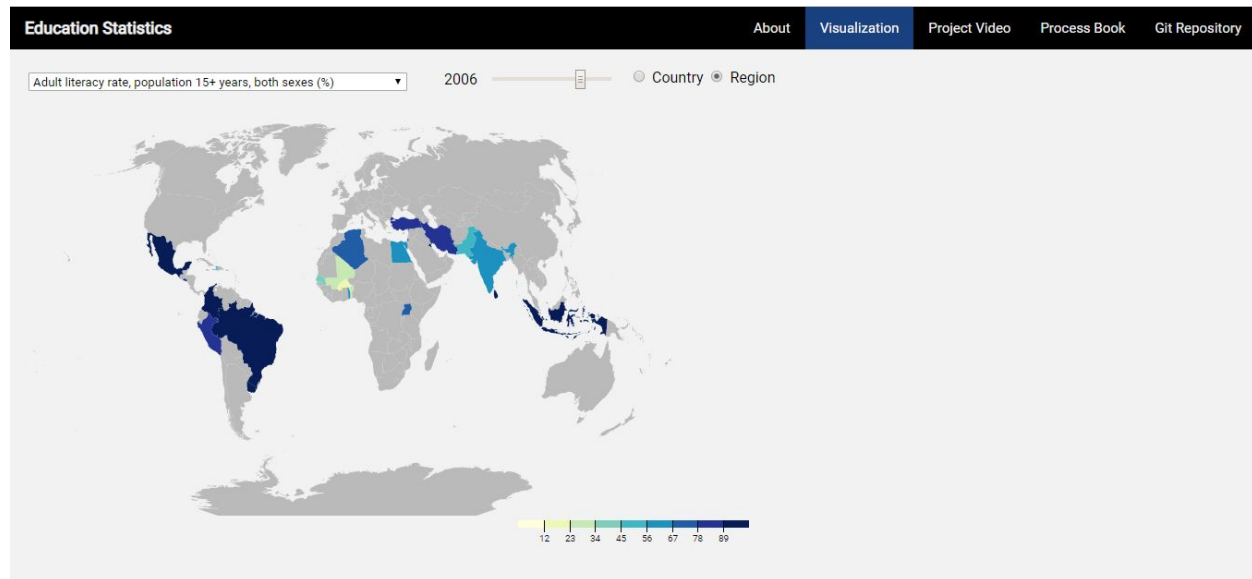 Education Statistics About Visualization Project Video Process Book Git Repository
Adult literacy rate, population 15+ years, both sexes (%) 2006 Country Region
12 23 34 45 56 67 78 89